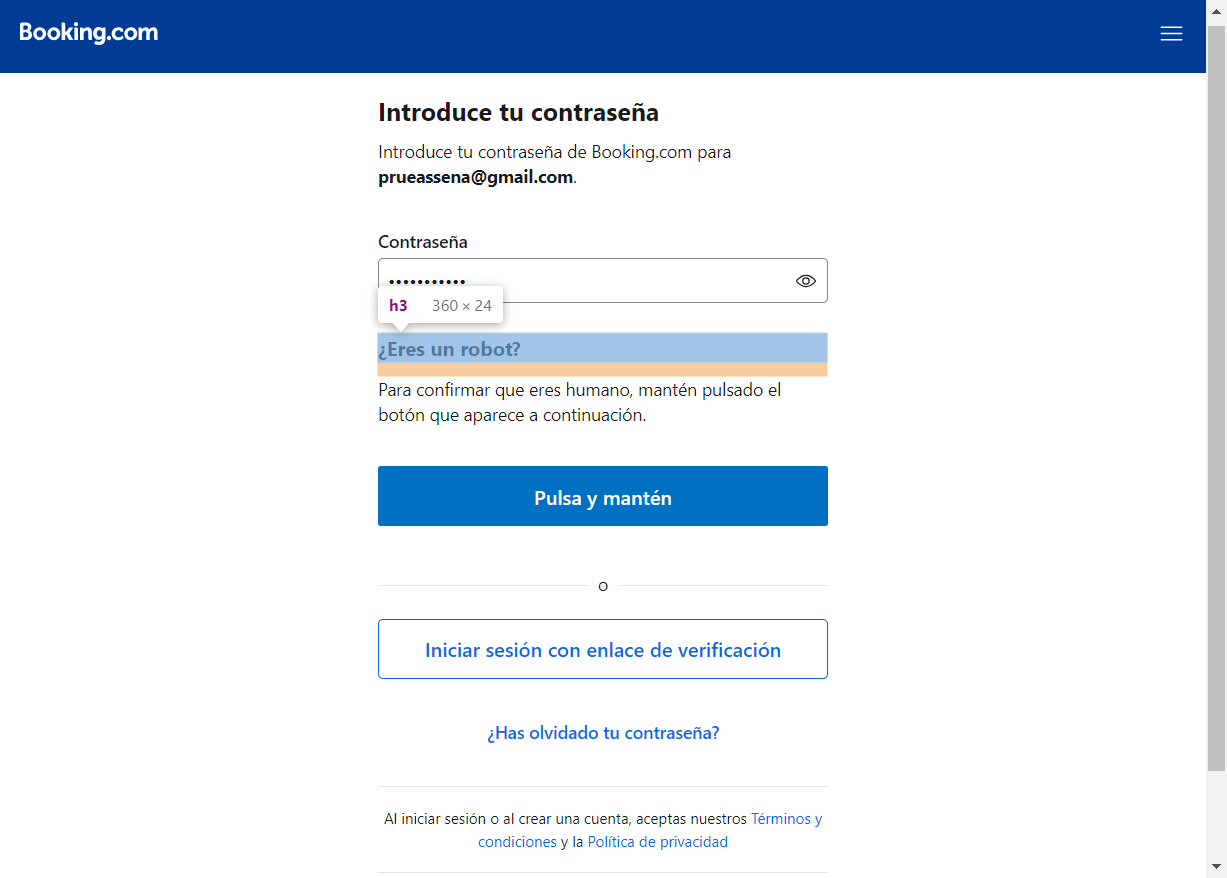 Booking.com
Introduce tu contraseña
Introduce tu contraseña de Booking.com para
prueassena@gmail.com.
Contraseña
•••••••••••
h3 360 × 24
¿Eres un robot?
Para confirmar que eres humano, mantén pulsado el
botón que aparece a continuación.
Pulsa y mantén
O
Iniciar sesión con enlace de verificación
¿Has olvidado tu contraseña?
Al iniciar sesión o al crear una cuenta, aceptas nuestros Términos y
condiciones y la Política de privacidad